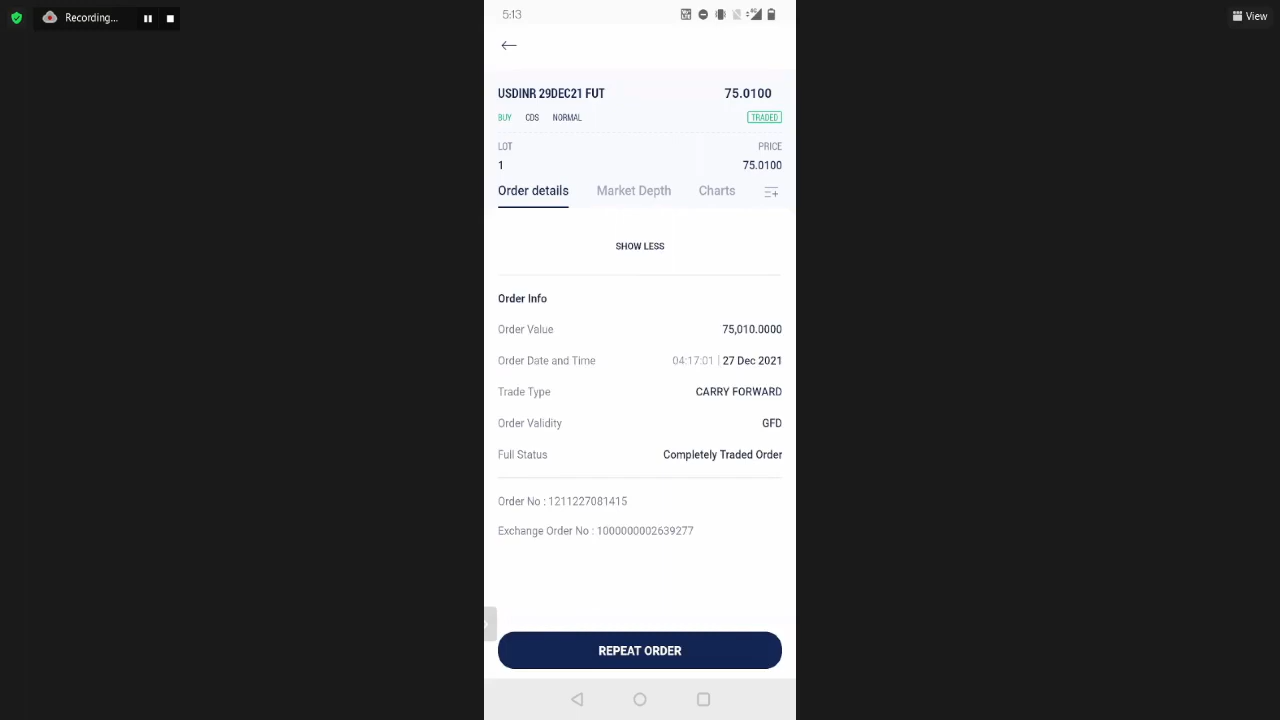 Recording...
View
5:13
USDINR 29DEC21 FUT 75.0100
BUY CDS NORMAL TRADED
LOT PRICE
1 75.0100
Order details Market Depth Charts
SHOW LESS
Order Info
Order Value 75,010.0000
Order Date and Time 04:17:01 | 27 Dec 2021
Trade Type CARRY FORWARD
Order Validity GFD
Full Status Completely Traded Order
Order No : 1211227081415
Exchange Order No : 1000000002639277
REPEAT ORDER